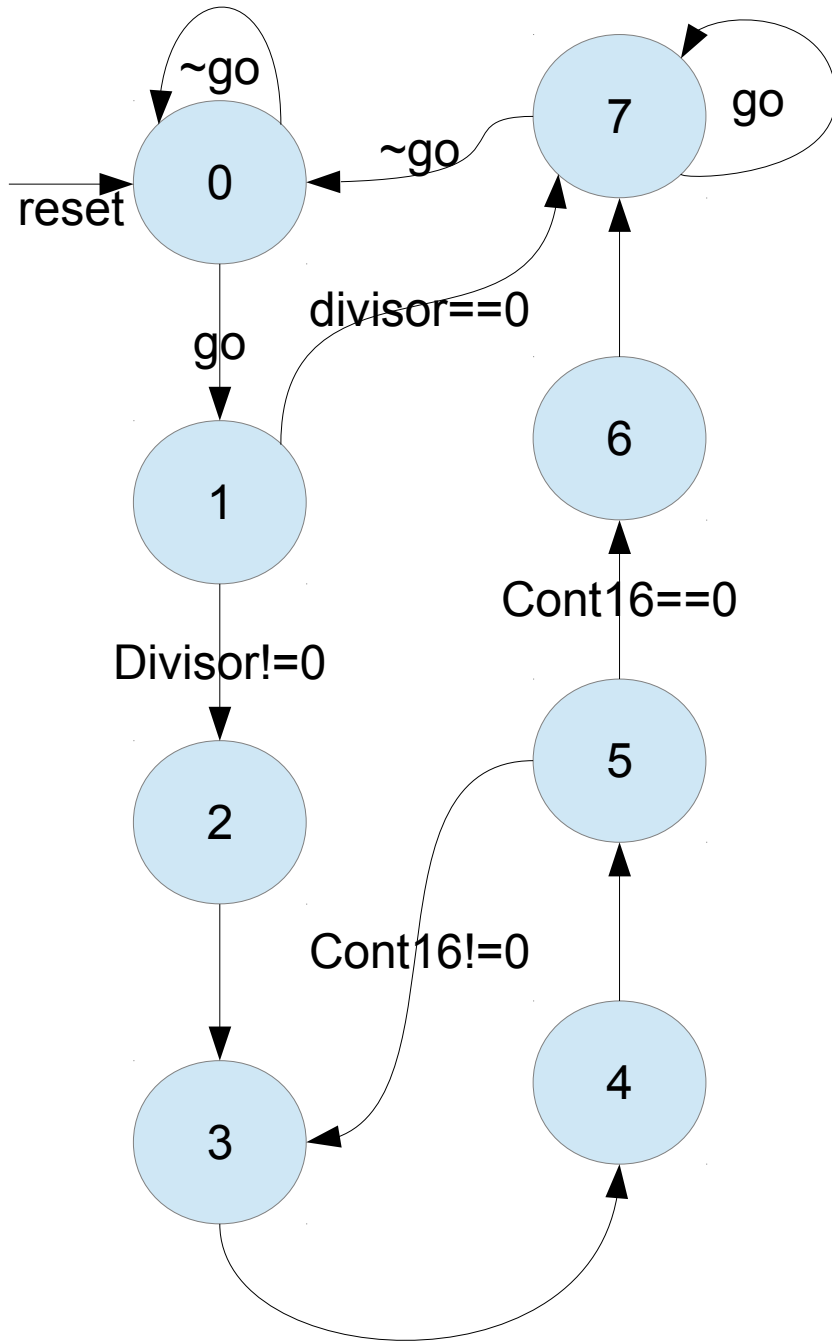 ~go
7
go
~go
0
reset
divisor==0
go
6
1
Cont16==0
Divisor!=0
5
2
Cont16!=0
4
3